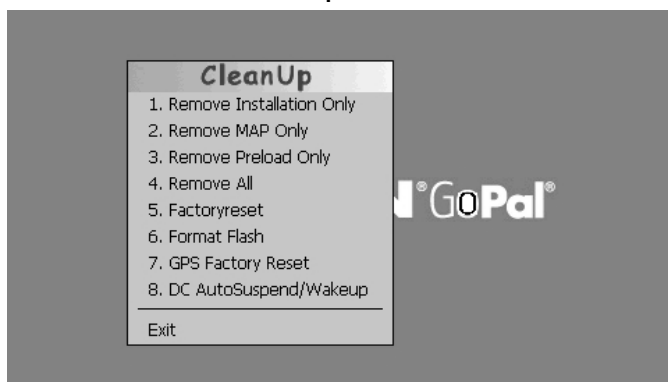 CleanUp
1. Remove Installation Only
2. Remove MAP Only
3. Remove Preload Only
4. Remove All
5. Factoryreset
6. Format Flash
7. GPS Factory Reset
8. DC AutoSuspend/Wakeup
Exit
N®GoPal®